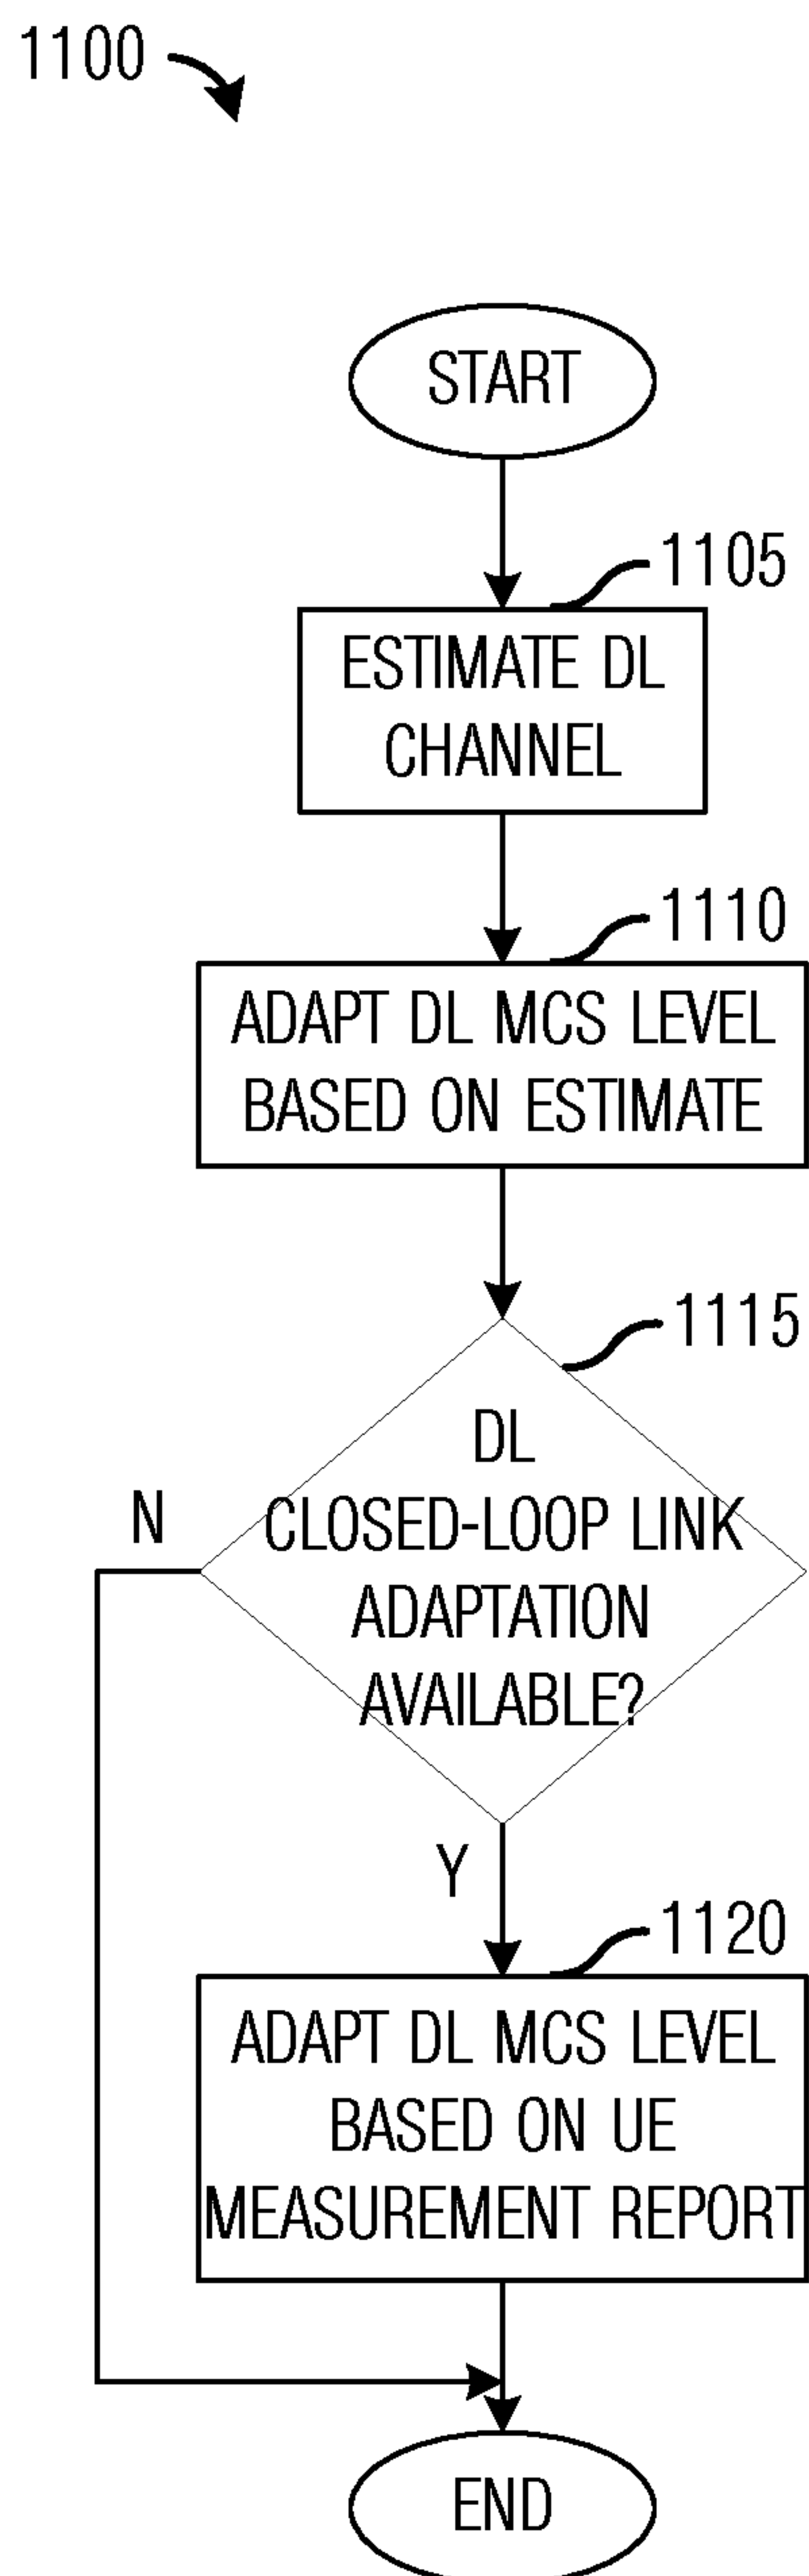 1100
START
1105
ESTIMATE DL
CHANNEL
1110
ADAPT DL MCS LEVEL
BASED ON ESTIMATE
1115
DL
CLOSED-LOOP LINK
ADAPTATION
AVAILABLE?
N
Y
1120
ADAPT DL MCS LEVEL
BASED ON UE
MEASUREMENT REPORT
END